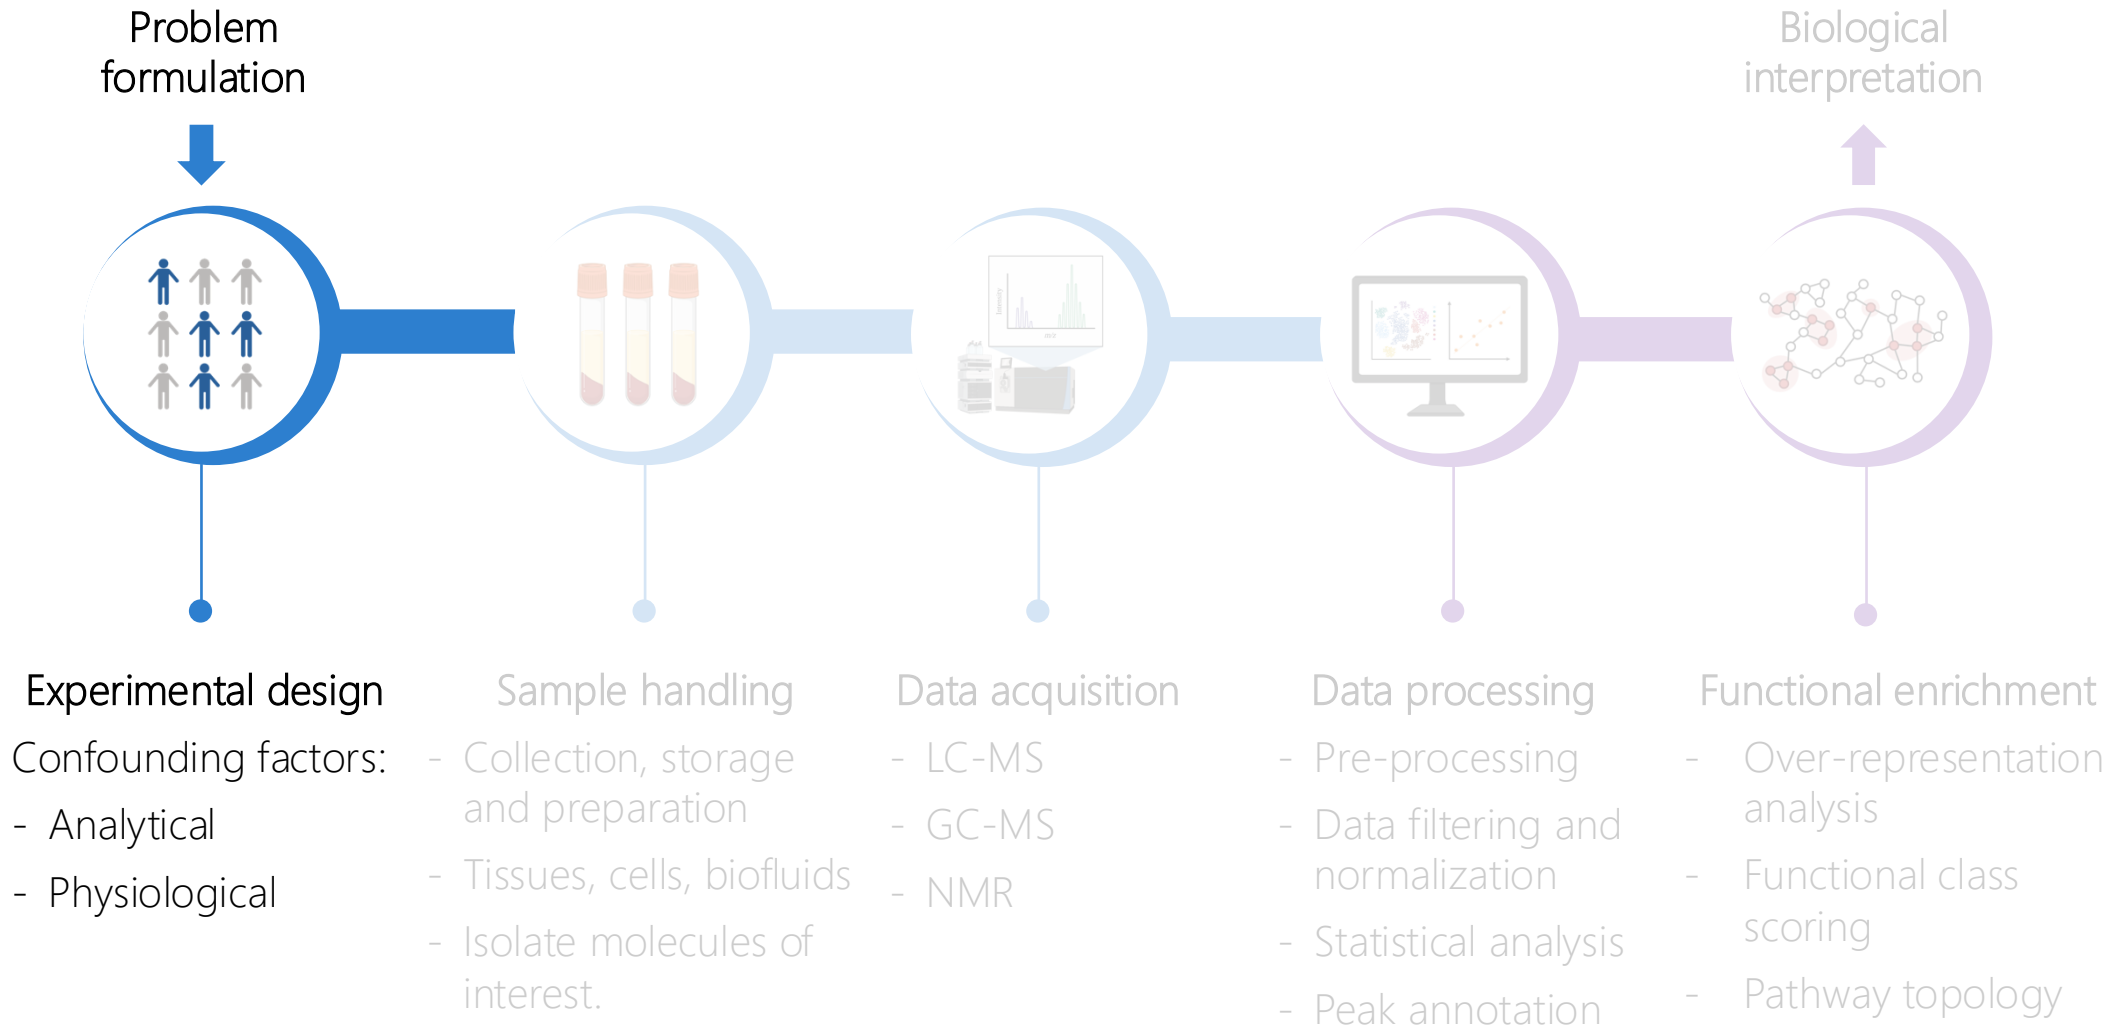 Problem
formulation
Biological
interpretation
Intensity
m/z
Experimental design
Confounding factors:
- Analytical
- Physiological
Sample handling
- Collection, storage
and preparation
- Tissues, cells, biofluids
- Isolate molecules of
interest.
Data acquisition
- LC-MS
- GC-MS
- NMR
Data processing
- Pre-processing
- Data filtering and
normalization
- Statistical analysis
- Peak annotation
Functional enrichment
- Over-representation
analysis
- Functional class
scoring
- Pathway topology